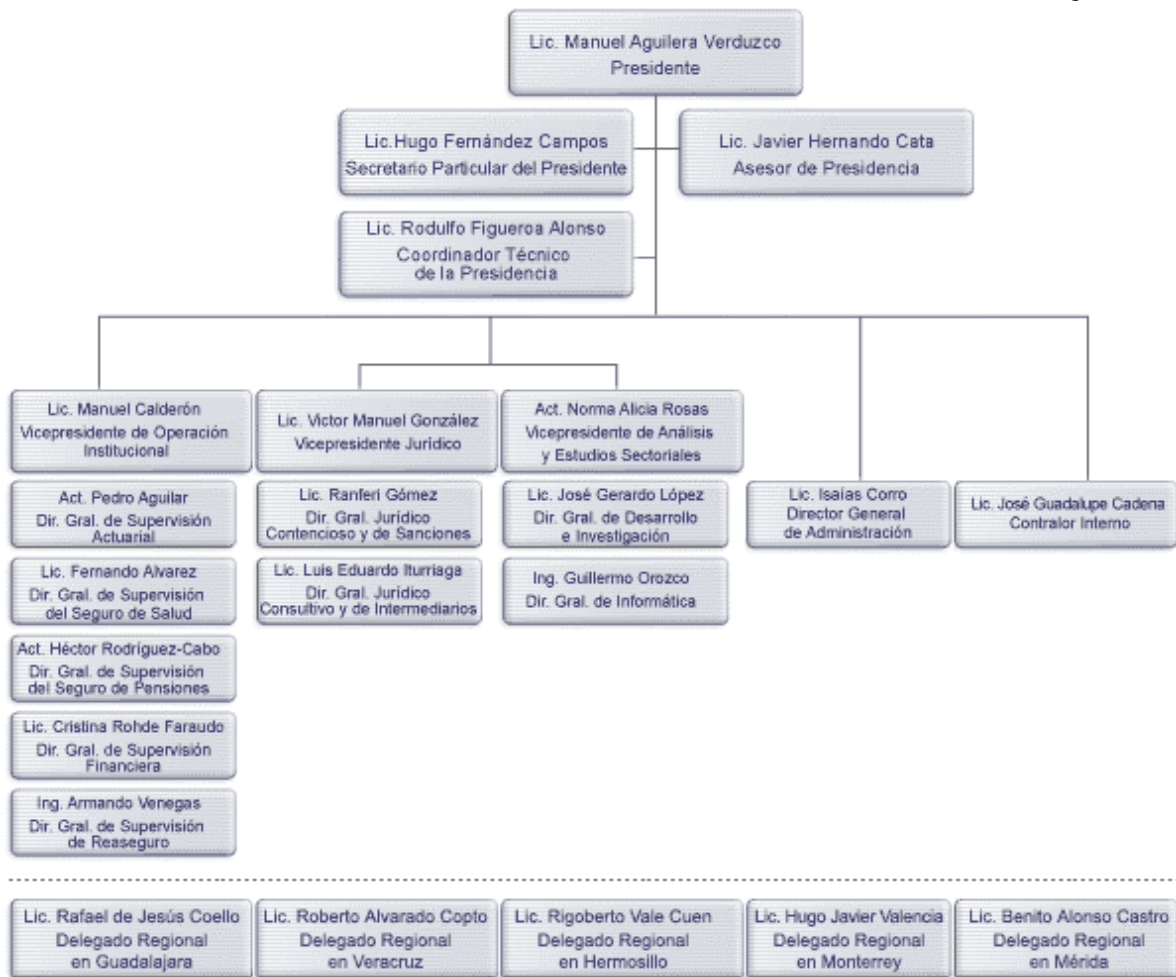 Lic. Manuel Aguilera Verduzco
Presidente
Lic.Hugo Fernández Campos
Secretario Particular del Presidente
Lic. Javier Hernando Cata
Asesor de Presidencia
Lic. Rodulfo Figueroa Alonso
Coordinador Técnico
de la Presidencia
Lic. Manuel Calderón
Vicepresidente de Operación
Institucional
Lic. Victor Manuel González
Vicepresidente Jurídico
Act. Norma Alicia Rosas
Vicepresidente de Análisis
y Estudios Sectoriales
Act. Pedro Aguilar
Dir. Gral. de Supervisión
Actuarial
Lic. Ranferi Gómez
Dir. Gral. Jurídico
Contencioso y de Sanciones
Lic. José Gerardo López
Dir. Gral. de Desarrollo
e Investigación
Lic. Isaías Corro
Director General
de Administración
Lic. José Guadalupe Cadena
Contralor Interno
Lic. Fernando Alvarez
Dir. Gral. de Supervisión
del Seguro de Salud
Lic. Luis Eduardo Iturriaga
Dir. Gral. Jurídico
Consultivo y de Intermediarios
Ing. Guillermo Orozco
Dir. Gral. de Informática
Act. Héctor Rodríguez-Cabo
Dir. Gral. de Supervisión
del Seguro de Pensiones
Lic. Cristina Rohde Faraudo
Dir. Gral. de Supervisión
Financiera
Ing. Armando Venegas
Dir. Gral. de Supervisión
de Reaseguro
Lic. Rafael de Jesús Coello
Delegado Regional
en Guadalajara
Lic. Roberto Alvarado Copto
Delegado Regional
en Veracruz
Lic. Rigoberto Vale Cuen
Delegado Regional
en Hermosillo
Lic. Hugo Javier Valencia
Delegado Regional
en Monterrey
Lic. Benito Alonso Castro
Delegado Regional
en Mérida